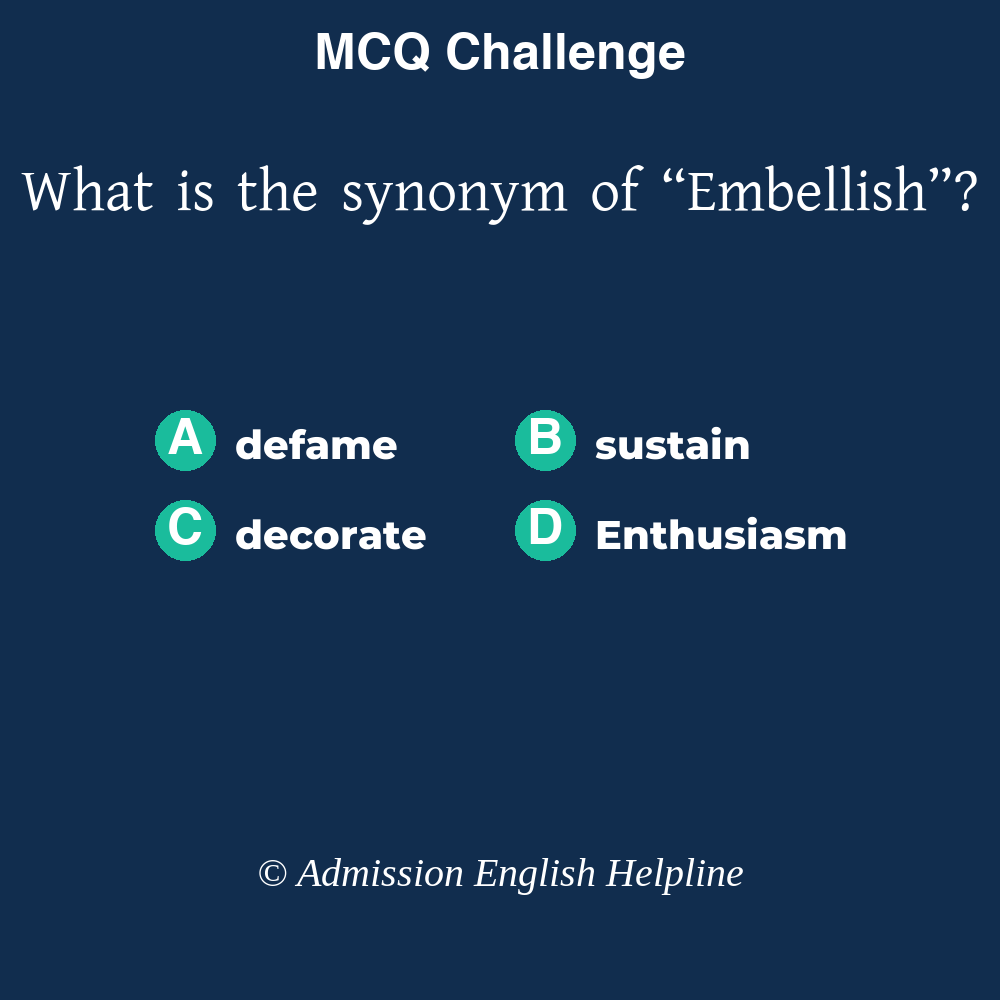 MCQ Challenge
What is the synonym of “Embellish”?
A defame B sustain
C decorate D Enthusiasm
© Admission English Helpline